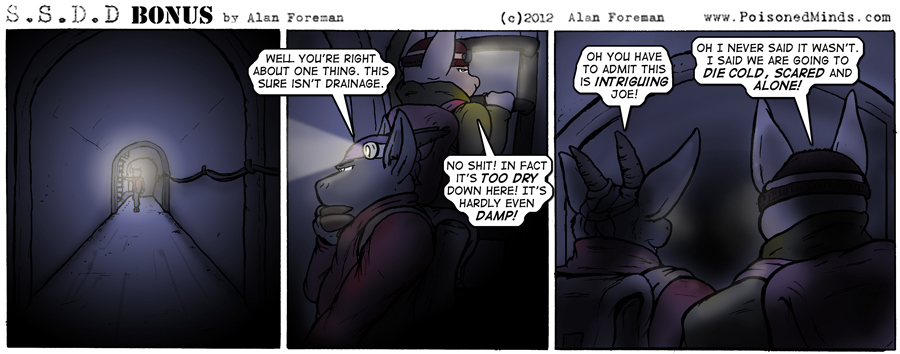 S.S.D.D BONUS by Alan Foreman (c)2012 Alan Foreman www.PoisonedMinds.com
WELL YOU'RE RIGHT
ABOUT ONE THING. THIS
SURE ISN'T DRAINAGE.
NO SHIT! IN FACT
IT'S TOO DRY
DOWN HERE! IT'S
HARDLY EVEN
DAMP!
OH YOU HAVE
TO ADMIT THIS
IS INTRIGUING
JOE!
OH I NEVER SAID IT WASN'T.
I SAID WE ARE GOING TO
DIE COLD, SCARED AND
ALONE!